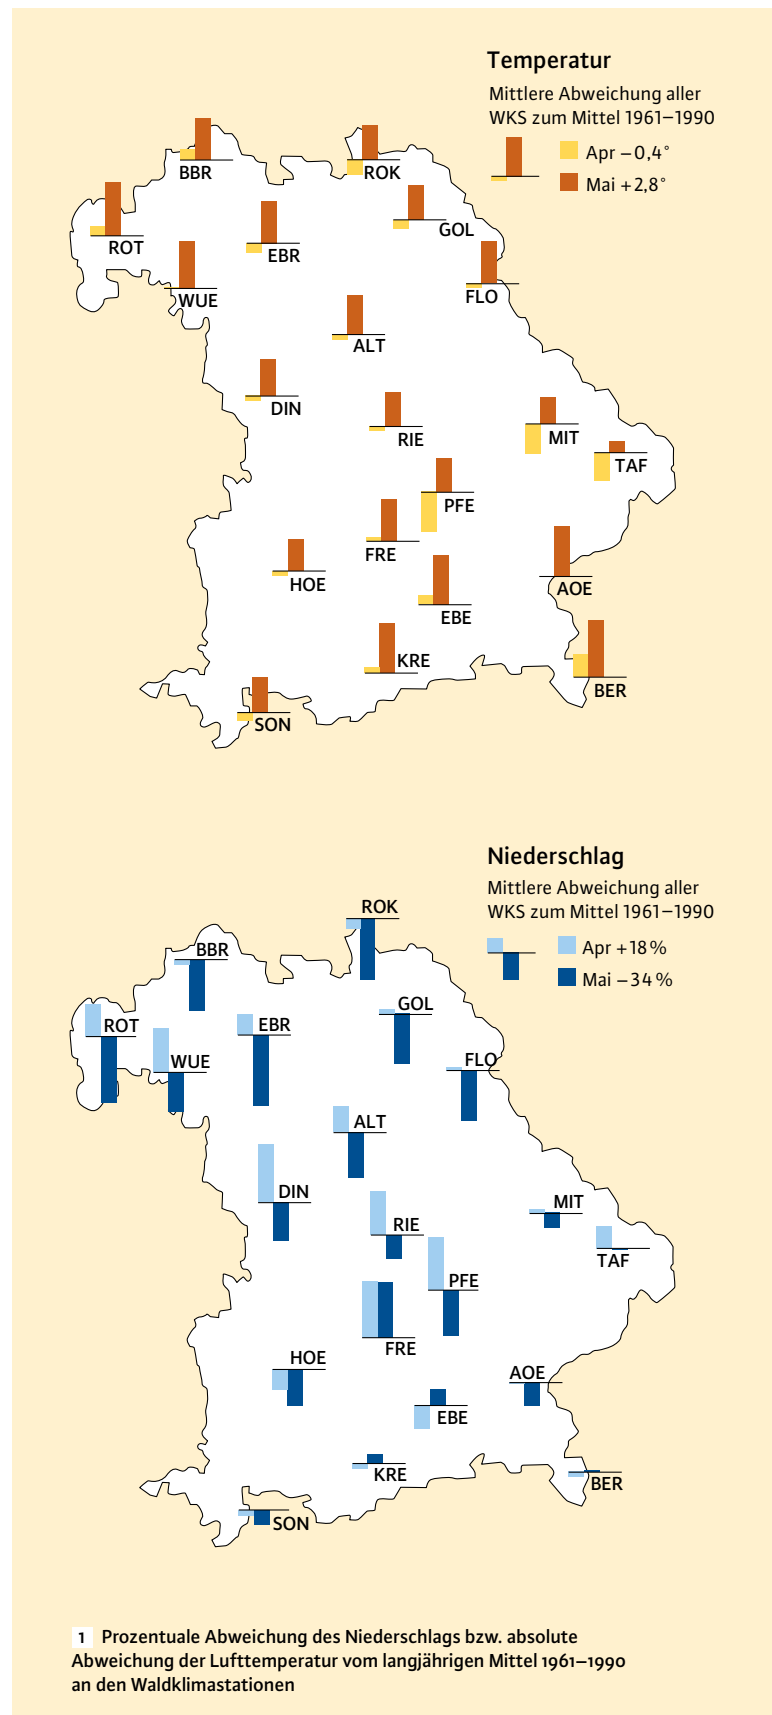 Temperatur
Mittlere Abweichung aller
WKS zum Mittel 1961–1990
Apr –0,4°
Mai +2,8°
BBR
ROK
ROT
GOL
EBR
WUE
FLO
ALT
DIN
RIE
MIT
TAF
PFE
FRE
HOE
AOE
EBE
KRE
BER
SON
Niederschlag
Mittlere Abweichung aller
WKS zum Mittel 1961–1990
Apr +18 %
Mai –34 %
ROK
BBR
GOL
ROT
EBR
WUE
FLO
ALT
DIN
MIT
RIE
TAF
PFE
FRE
HOE
AOE
EBE
KRE
BER
SON
1 Prozentuale Abweichung des Niederschlags bzw. absolute
Abweichung der Lufttemperatur vom langjährigen Mittel 1961–1990
an den Waldklimastationen